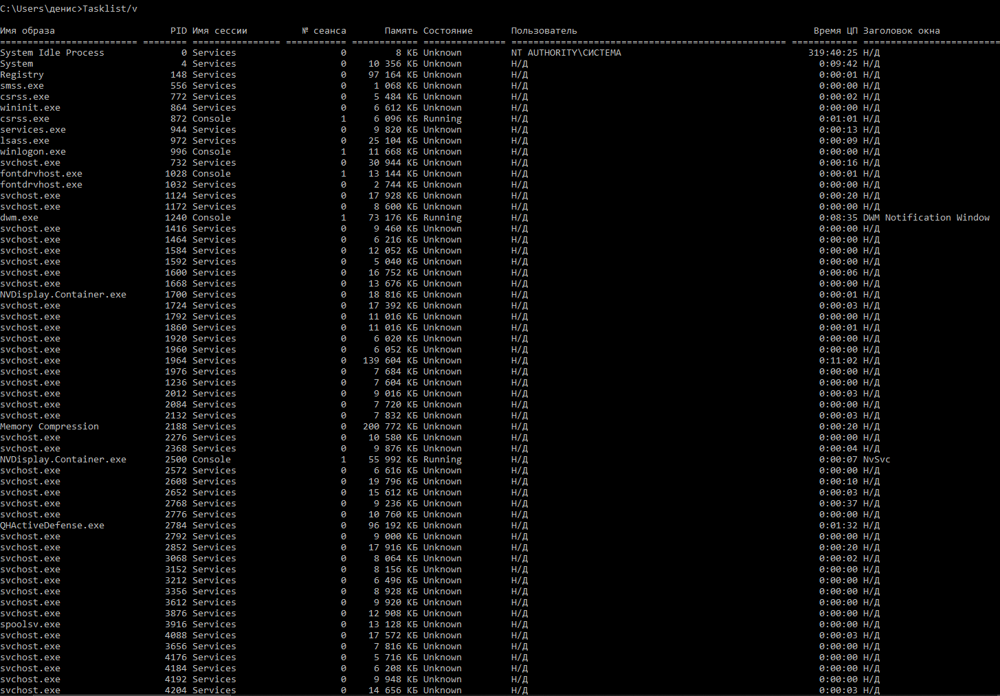 C:\Users\денис>Tasklist/v
Имя образа                     PID Имя сессии          № сеанса       Память Состояние       Пользователь                                            Время ЦП Заголовок окна
========================= ======== ================ =========== ============ =============== ================================================== ============ =========================
System Idle Process              0 Services                   0         8 КБ Unknown         NT AUTHORITY\СИСТЕМА                                  319:40:25 Н/Д
System                           4 Services                   0    10 356 КБ Unknown         Н/Д                                                     0:09:42 Н/Д
Registry                       148 Services                   0    97 164 КБ Unknown         Н/Д                                                     0:00:01 Н/Д
smss.exe                       556 Services                   0     1 068 КБ Unknown         Н/Д                                                     0:00:00 Н/Д
csrss.exe                      772 Services                   0     5 484 КБ Unknown         Н/Д                                                     0:00:02 Н/Д
wininit.exe                    864 Services                   0     6 612 КБ Unknown         Н/Д                                                     0:00:00 Н/Д
csrss.exe                      872 Console                    1     6 096 КБ Running         Н/Д                                                     0:01:01 Н/Д
services.exe                   944 Services                   0     9 820 КБ Unknown         Н/Д                                                     0:00:13 Н/Д
lsass.exe                      972 Services                   0    25 104 КБ Unknown         Н/Д                                                     0:00:09 Н/Д
winlogon.exe                   996 Console                    1    11 668 КБ Unknown         Н/Д                                                     0:00:00 Н/Д
svchost.exe                    732 Services                   0    30 944 КБ Unknown         Н/Д                                                     0:00:16 Н/Д
fontdrvhost.exe               1028 Console                    1    13 144 КБ Unknown         Н/Д                                                     0:00:01 Н/Д
fontdrvhost.exe               1032 Services                   0     2 744 КБ Unknown         Н/Д                                                     0:00:00 Н/Д
svchost.exe                   1124 Services                   0    17 928 КБ Unknown         Н/Д                                                     0:00:20 Н/Д
svchost.exe                   1172 Services                   0     8 600 КБ Unknown         Н/Д                                                     0:00:00 Н/Д
dwm.exe                       1240 Console                    1    73 176 КБ Running         Н/Д                                                     0:08:35 DWM Notification Window
svchost.exe                   1416 Services                   0     9 460 КБ Unknown         Н/Д                                                     0:00:00 Н/Д
svchost.exe                   1464 Services                   0     6 216 КБ Unknown         Н/Д                                                     0:00:00 Н/Д
svchost.exe                   1584 Services                   0    12 052 КБ Unknown         Н/Д                                                     0:00:00 Н/Д
svchost.exe                   1592 Services                   0     5 040 КБ Unknown         Н/Д                                                     0:00:00 Н/Д
svchost.exe                   1600 Services                   0    16 752 КБ Unknown         Н/Д                                                     0:00:06 Н/Д
svchost.exe                   1668 Services                   0    13 676 КБ Unknown         Н/Д                                                     0:00:00 Н/Д
NVDisplay.Container.exe       1700 Services                   0    18 816 КБ Unknown         Н/Д                                                     0:00:01 Н/Д
svchost.exe                   1724 Services                   0    17 392 КБ Unknown         Н/Д                                                     0:00:03 Н/Д
svchost.exe                   1792 Services                   0    11 016 КБ Unknown         Н/Д                                                     0:00:00 Н/Д
svchost.exe                   1860 Services                   0    11 016 КБ Unknown         Н/Д                                                     0:00:01 Н/Д
svchost.exe                   1920 Services                   0     6 020 КБ Unknown         Н/Д                                                     0:00:00 Н/Д
svchost.exe                   1960 Services                   0     6 052 КБ Unknown         Н/Д                                                     0:00:00 Н/Д
svchost.exe                   1964 Services                   0   139 604 КБ Unknown         Н/Д                                                     0:11:02 Н/Д
svchost.exe                   1976 Services                   0     7 684 КБ Unknown         Н/Д                                                     0:00:00 Н/Д
svchost.exe                   1236 Services                   0     7 604 КБ Unknown         Н/Д                                                     0:00:00 Н/Д
svchost.exe                   2012 Services                   0     9 016 КБ Unknown         Н/Д                                                     0:00:03 Н/Д
svchost.exe                   2084 Services                   0     7 720 КБ Unknown         Н/Д                                                     0:00:00 Н/Д
svchost.exe                   2132 Services                   0     7 832 КБ Unknown         Н/Д                                                     0:00:03 Н/Д
Memory Compression            2188 Services                   0   200 772 КБ Unknown         Н/Д                                                     0:00:20 Н/Д
svchost.exe                   2276 Services                   0    10 580 КБ Unknown         Н/Д                                                     0:00:00 Н/Д
svchost.exe                   2368 Services                   0     9 876 КБ Unknown         Н/Д                                                     0:00:04 Н/Д
NVDisplay.Container.exe       2500 Console                    1    55 992 КБ Running         Н/Д                                                     0:00:07 NvSvc
svchost.exe                   2572 Services                   0     6 616 КБ Unknown         Н/Д                                                     0:00:00 Н/Д
svchost.exe                   2608 Services                   0    19 796 КБ Unknown         Н/Д                                                     0:00:10 Н/Д
svchost.exe                   2652 Services                   0    15 612 КБ Unknown         Н/Д                                                     0:00:03 Н/Д
svchost.exe                   2768 Services                   0     9 236 КБ Unknown         Н/Д                                                     0:00:37 Н/Д
svchost.exe                   2776 Services                   0    10 760 КБ Unknown         Н/Д                                                     0:00:00 Н/Д
QHActiveDefense.exe           2784 Services                   0    96 192 КБ Unknown         Н/Д                                                     0:01:32 Н/Д
svchost.exe                   2792 Services                   0     9 000 КБ Unknown         Н/Д                                                     0:00:00 Н/Д
svchost.exe                   2852 Services                   0    17 916 КБ Unknown         Н/Д                                                     0:00:20 Н/Д
svchost.exe                   3068 Services                   0     8 064 КБ Unknown         Н/Д                                                     0:00:02 Н/Д
svchost.exe                   3152 Services                   0     8 156 КБ Unknown         Н/Д                                                     0:00:00 Н/Д
svchost.exe                   3212 Services                   0     6 496 КБ Unknown         Н/Д                                                     0:00:00 Н/Д
svchost.exe                   3356 Services                   0     8 928 КБ Unknown         Н/Д                                                     0:00:00 Н/Д
svchost.exe                   3612 Services                   0     9 920 КБ Unknown         Н/Д                                                     0:00:00 Н/Д
svchost.exe                   3876 Services                   0    12 908 КБ Unknown         Н/Д                                                     0:00:00 Н/Д
spoolsv.exe                   3916 Services                   0    13 128 КБ Unknown         Н/Д                                                     0:00:00 Н/Д
svchost.exe                   4088 Services                   0    17 572 КБ Unknown         Н/Д                                                     0:00:03 Н/Д
svchost.exe                   3656 Services                   0     7 816 КБ Unknown         Н/Д                                                     0:00:00 Н/Д
svchost.exe                   4176 Services                   0     5 716 КБ Unknown         Н/Д                                                     0:00:00 Н/Д
svchost.exe                   4184 Services                   0     6 208 КБ Unknown         Н/Д                                                     0:00:00 Н/Д
svchost.exe                   4192 Services                   0     9 948 КБ Unknown         Н/Д                                                     0:00:00 Н/Д
svchost.exe                   4204 Services                   0    14 656 КБ Unknown         Н/Д                                                     0:00:03 Н/Д